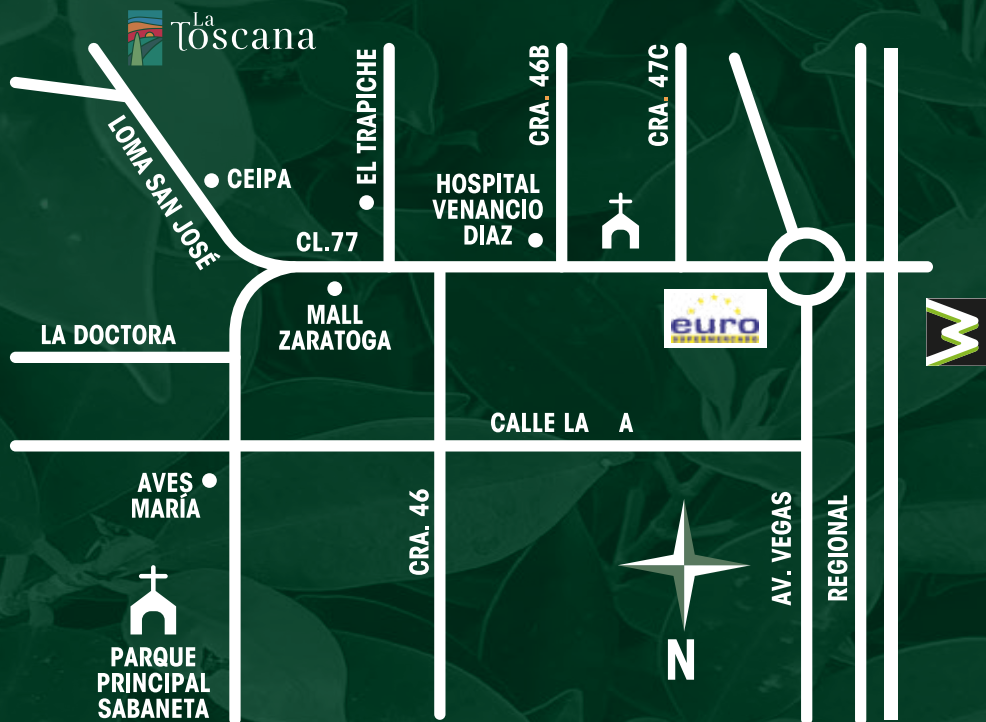 La
Toscana
LOMA SAN JOSÉ
CEIPA
EL TRAPICHE
CRA. 46B
CRA. 47C
HOSPITAL
VENANCIO
DIAZ
CL.77
MALL
ZARATOGA
euro
SUPERMERCADO
LA DOCTORA
CALLE LA A
AVES
MARÍA
CRA. 46
AV. VEGAS
REGIONAL
N
PARQUE
PRINCIPAL
SABANETA